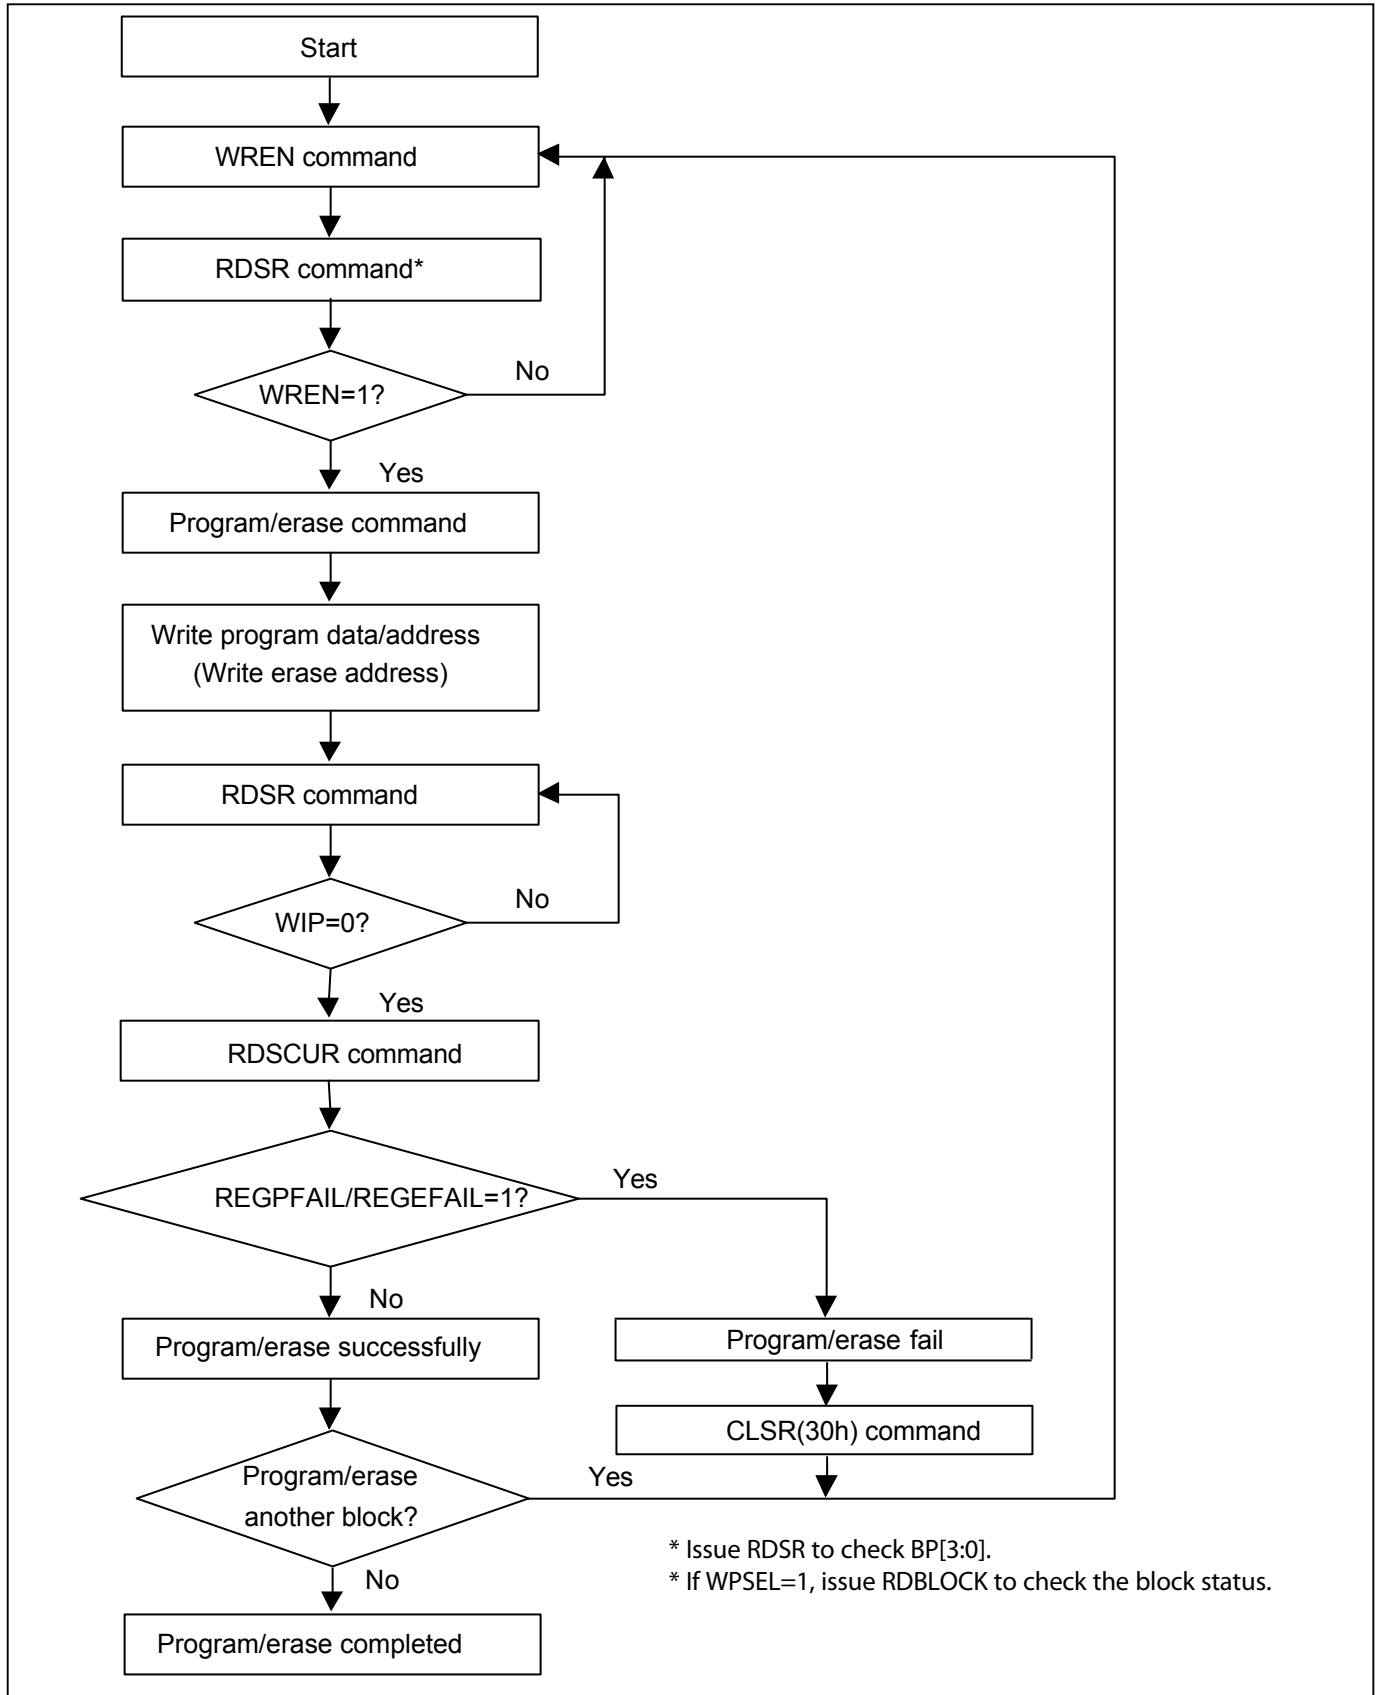 Start
WREN command
RDSR command*
WREN=1?
No
Yes
Program/erase command
Write program data/address
(Write erase address)
RDSR command
WIP=0?
No
Yes
RDSCUR command
REGPFAIL/REGEFAIL=1?
Yes
No
Program/erase successfully
Program/erase fail
CLSR(30h) command
Program/erase
another block?
Yes
* Issue RDSR to check BP[3:0].
* If WPSEL=1, issue RDBLOCK to check the block status.
No
Program/erase completed